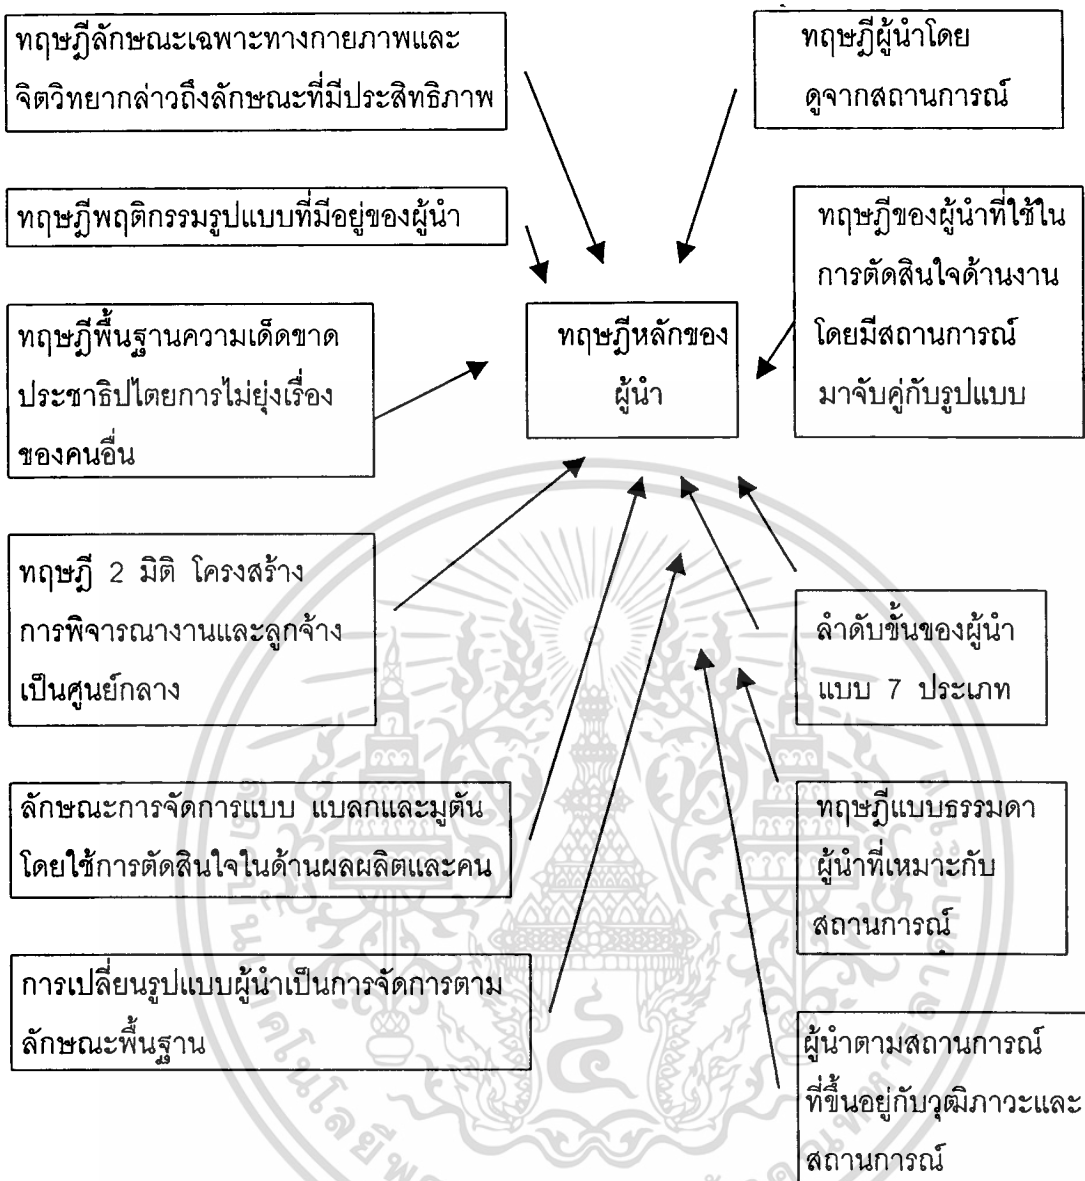 ทฤษฎีลักษณะเฉพาะทางกายภาพและ
จิตวิทยากล่าวถึงลักษณะที่มีประสิทธิภาพ
ทฤษฎีพฤติกรรมรูปแบบที่มีอยู่ของผู้นำ
ทฤษฎีพื้นฐานความเด็ดขาด
ประชาธิปไตยการไม่ยุ่งเรื่อง
ของคนอื่น
ทฤษฎี 2 มิติ โครงสร้าง
การพิจารณางานและลูกจ้าง
เป็นศูนย์กลาง
ลักษณะการจัดการแบบ แบลกและมูตัน
โดยใช้การตัดสินใจในด้านผลผลิตและคน
การเปลี่ยนรูปแบบผู้นำเป็นการจัดการตาม
ลักษณะพื้นฐาน
ทฤษฎีหลักของ
ผู้นำ
ทฤษฎีผู้นำโดย
ดูจากสถานการณ์
ทฤษฎีของผู้นำที่ใช้ใน
การตัดสินใจด้านงาน
โดยมีสถานการณ์
มาจับคู่กับรูปแบบ
ลำดับขั้นของผู้นำ
แบบ 7 ประเภท
ทฤษฎีแบบธรรมดา
ผู้นำที่เหมาะกับ
สถานการณ์
ผู้นำตามสถานการณ์
ที่ขึ้นอยู่กับวุฒิภาวะและ
สถานการณ์